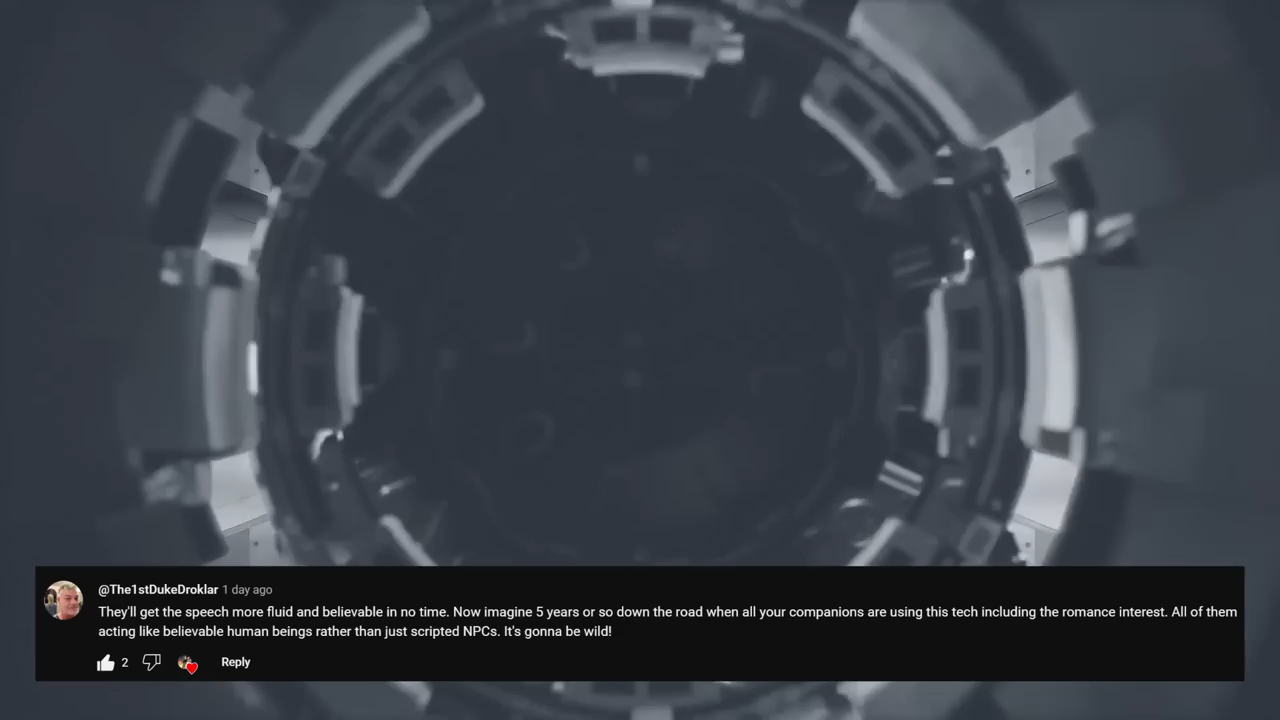 @The1stDukeDroklar 1 day ago
They'll get the speech more fluid and believable in no time. Now imagine 5 years or so down the road when all your companions are using this tech including the romance interest. All of them
acting like believable human beings rather than just scripted NPCs. It's gonna be wild!
2 Reply